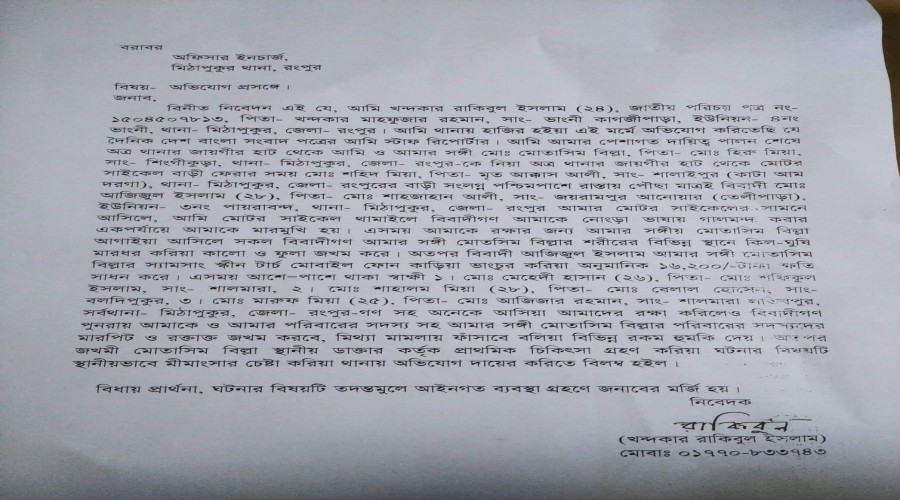 বরাবর
অফিসার ইনচার্জ,
মিঠাপুকুর থানা, রংপুর
বিষয়- অভিযোগ প্রসঙ্গে।
জনাব,
বিনীত নিবেদন এই যে, আমি খন্দকার রাকিবুল ইসলাম (২৪), জাতীয় পরিচয় পত্র নং-
১৫০৪৫০৭৮১৩, পিতা- খন্দকার মাহফুজার রহমান, সাং- ভাংনী কাগজীপাড়া, ইউনিয়ন- ৪নং
ভাংনী, থানা- মিঠাপুকুর, জেলা- রংপুর। আমি থানায় হাজির হইয়া এই মর্মে অভিযোগ করিতেছি যে
দৈনিক দেশ বাংলা সংবাদ পত্রের আমি স্টাফ রিপোর্টার। আমি আমার পেশাগত দায়িত্ব পালন শেষে
অত্র থানার জায়গীর হাট থেকে আমি ও আমার সঙ্গী মোঃ মোতাসিম বিল্লা, পিতা- মোঃ হিরু মিয়া,
সাং- শিংগীকুড়া, থানা- মিঠাপুকুর, জেলা- রংপুর-কে নিয়া অত্র থানার জায়গীর হাট থেকে মোটর
সাইকেল বাড়ী ফেরার সময় মোঃ শহিদ মিয়া, পিতা- মৃত আক্কাস আলী, সাং- শালাইপুর (কাটা আম
দরগা), থানা- মিঠাপুকুর, জেলা- রংপুরের বাড়ী সংলগ্ন পশ্চিমপাশে রাস্তায় পৌছা মাত্রই বিবাদী মোঃ
আজিজুল ইসলাম (২৮), পিতা- মোঃ শাহজাহান আলী, সাং- জয়রামপুর আনোয়ার (তেলীপাড়া),
ইউনিয়ন- ৩নং পায়রাবন্দ, থানা- মিঠাপুকুর, জেলা- রংপুর আমার মোটর সাইকেলের সামনে
আসিলে, আমি মোটর সাইকেল থামাইলে বিবাদীগণ আমাকে নোংড়া ভাষায় গালমন্দ করার
একপর্যায়ে আমাকে মারমুখি হয়। এসময় আমাকে রক্ষার জন্য আমার সঙ্গীয় মোতাসিম বিল্লা
আগাইয়া আসিলে সকল বিবাদীগণ আমার সঙ্গী মোতসিম বিল্লার শরীরের বিভিন্ন স্থানে কিল-ঘুষি
মারধর করিয়া কালো ও ফুলা জখম করে। অতপর বিবাদী আজিজুল ইসলাম আমার সঙ্গী মোতাসিম
বিল্লার স্যামসাং স্ক্রীন টার্চ মোবাইল ফোন কাড়িয়া ভাংচুর করিয়া অনুমানিক ১৬,২০০/-টাকা ক্ষতি
সাধন করে। এসময় আশে-পাশে থাকা স্বাক্ষী ১। মোঃ মেহেদী হাসান (২৬), পিতা- মোঃ শফিকুল
ইসলাম, সাং- শালমারা, ২। মোঃ শাহালম মিয়া (২৮), পিতা- মোঃ বেলাল হোসেন, সাং-
বলদিপুকুর, ৩। মোঃ মারুফ মিয়া (২৫), পিতা- মোঃ আজিজার রহমান, সাং- শালমারা
সর্বথানা- মিঠাপুকুর, জেলা- রংপুর-গণ সহ অনেকে আসিয়া আমাদের রক্ষা করিলেও বিবাদীগণ
পুনরায় আমাকে ও আমার পরিবারের সদস্য সহ আমার সঙ্গী মোতাসিম বিল্লার পরিবারের সদস্যদের
মারপিট ও রক্তাক্ত জখম করবে, মিথ্যা মামলায় ফাঁসাবে বলিয়া বিভিন্ন রকম হুমকি দেয়। অতপর
জখমী মোতাসিম বিল্লা স্থানীয় ডাক্তার কর্তৃক প্রাথমিক চিকিৎসা গ্রহণ করিয়া ঘটনার বিষয়টি
স্থানীয়ভাবে মীমাংসার চেষ্টা করিয়া থানায় অভিযোগ দায়ের করিতে বিলম্ব হইল।
বিধায় প্রার্থনা, ঘটনার বিষয়টি তদন্তমুলে আইনগত ব্যবস্থা গ্রহণে জনাবের মর্জি হয়।
নিবেদক
রাকিবুল
(খন্দকার রাকিবুল ইসলাম)
মোবাঃ ০১৭৭০-৮৩৩৭৪৩